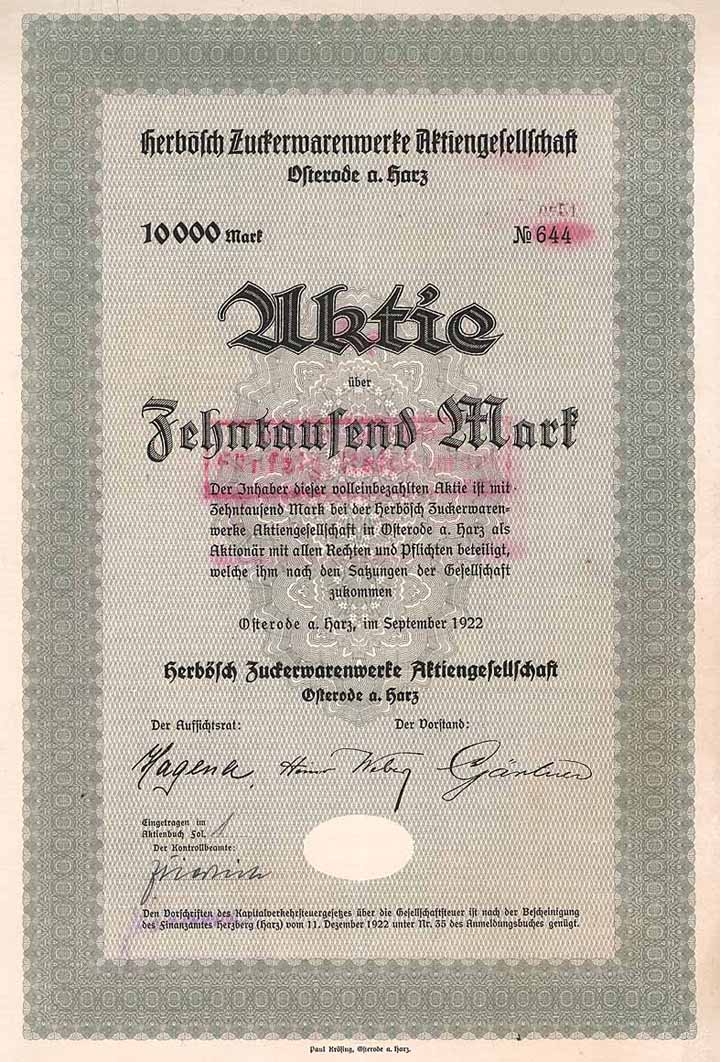 Herbösch Zuckerwarenwerke Aktiengesellschaft
Osterode a. Harz
10000 Mark
№ 644
Aktie
über
Zehntausend Mark
Der Inhaber dieser volleinbezahlten Aktie ist mit
Zehntausend Mark bei der Herbösch Zuckerwaren-
werke Aktiengesellschaft in Osterode a. Harz als
Aktionär mit allen Rechten und Pflichten beteiligt,
welche ihm nach den Satzungen der Gesellschaft
zukommen
Osterode a. Harz, im September 1922
Herbösch Zuckerwarenwerke Aktiengesellschaft
Osterode a. Harz
Der Aufsichtsrat: Der Vorstand:
Hagena Weberg Gärtner
Eingetragen im
Aktienbuch Fol. 1
Der Kontrollbeamte:
Den Vorschriften des Kapitalverkehrsteuergesetzes über die Gesellschaftsteuer ist nach der Bescheinigung
des Finanzamtes Herzberg (Harz) vom 11. Dezember 1922 unter Nr. 35 des Anmeldungsbuches genügt.
Paul Krösing, Osterode a. Harz.